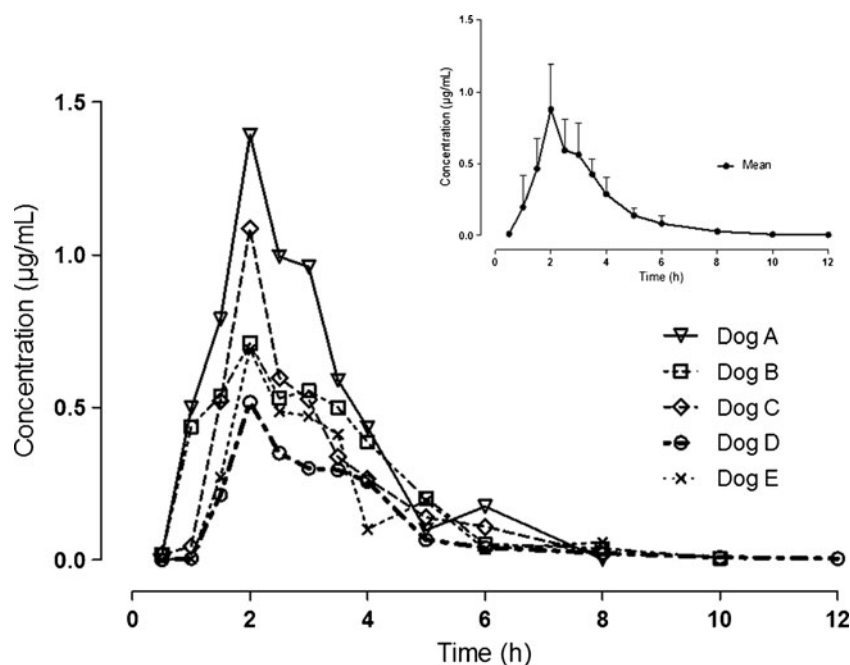 1.5
1.0
0.5
0.0
Concentration (µg/mL)
0 2 4 6 8 10 12
Time (h)
1.5
1.0
0.5
0.0
Concentration (µg/mL)
0 2 4 6 8 10 12
Time (h)
Mean
Dog A
Dog B
Dog C
Dog D
Dog E